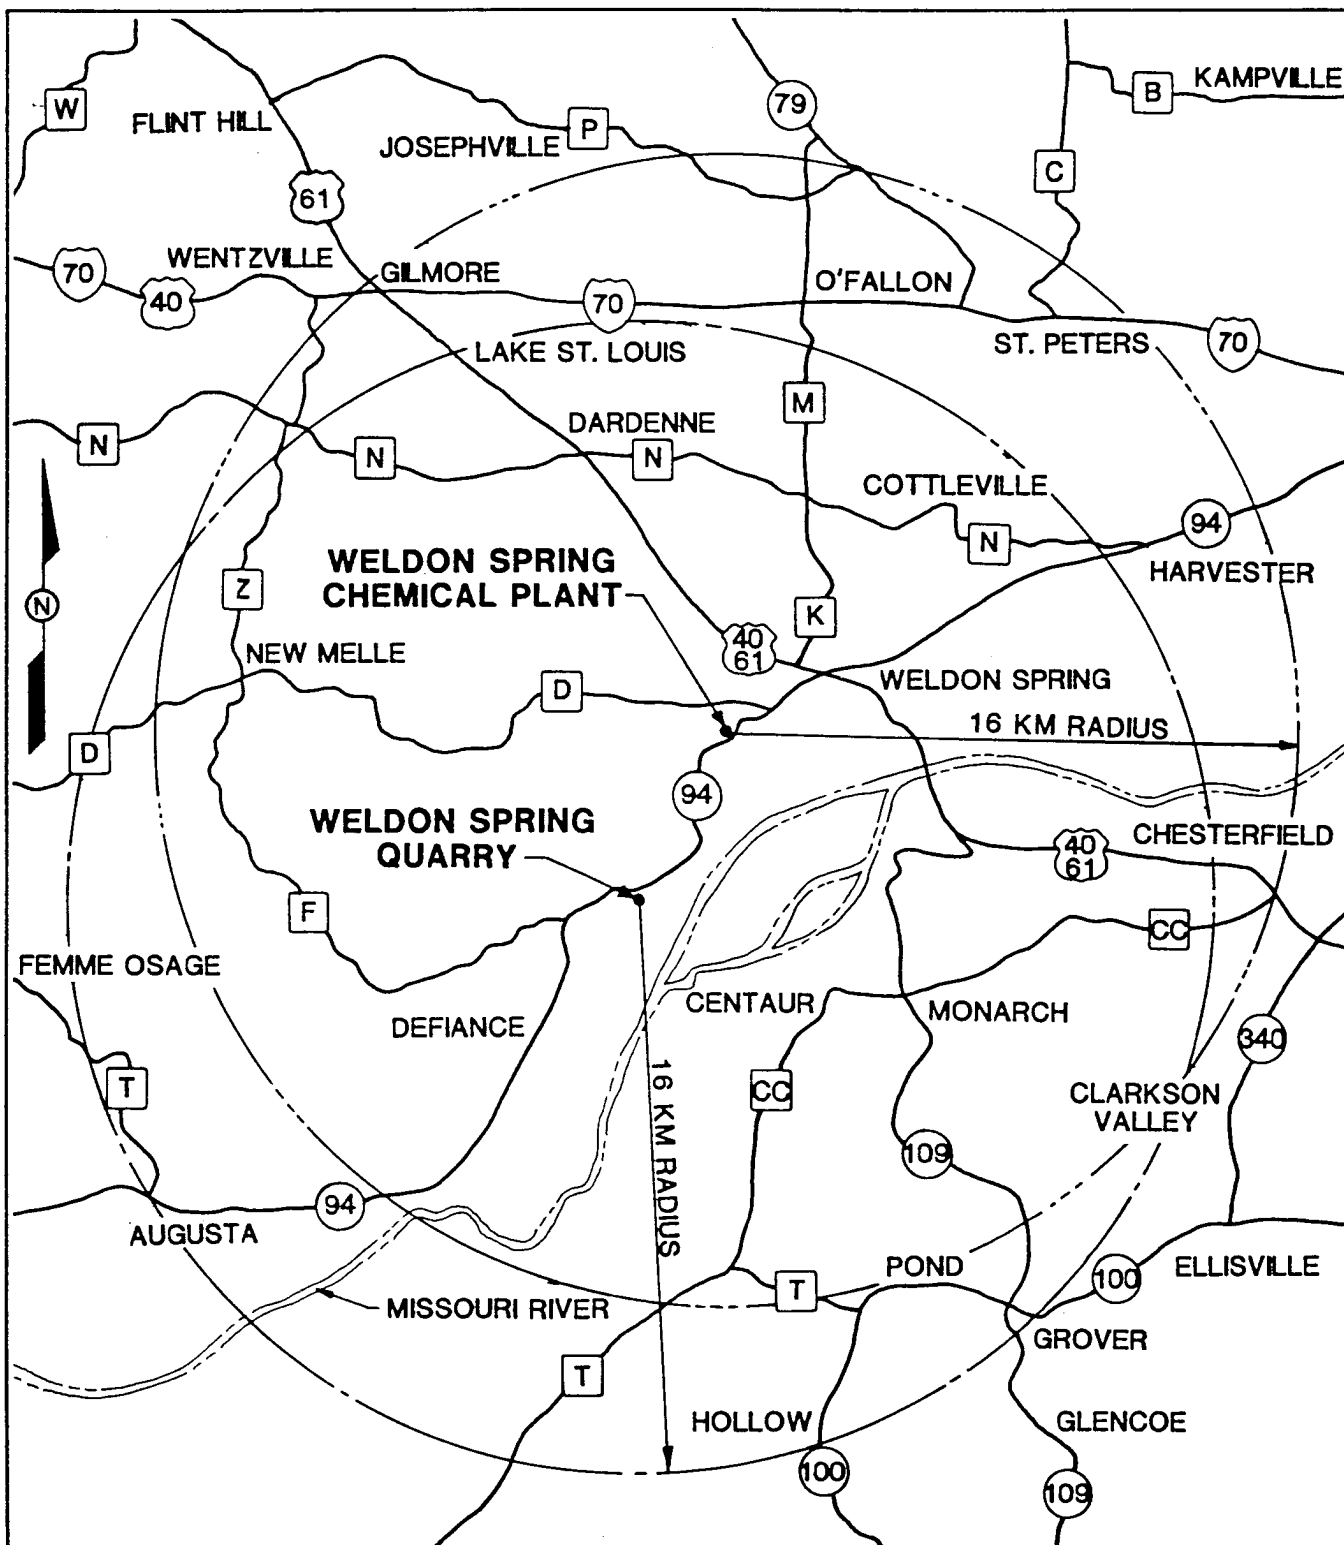 W
FLINT HILL
JOSEPHVILLE
P
79
B
KAMPVILLE
C
61
70
40
WENTZVILLE
GILMORE
70
O'FALLON
LAKE ST. LOUIS
ST. PETERS
70
N
N
DARDENNE
N
M
COTTLEVILLE
N
94
HARVESTER
N
WELDON SPRING
CHEMICAL PLANT
Z
K
40
61
NEW MELLE
D
WELDON SPRING
16 KM RADIUS
D
94
WELDON SPRING
QUARRY
CHESTERFIELD
40
61
F
CC
FEMME OSAGE
DEFIANCE
CENTAUR
MONARCH
340
T
CC
16 KM RADIUS
CLARKSON
VALLEY
109
94
AUGUSTA
POND
100
ELLISVILLE
T
MISSOURI RIVER
GROVER
T
HOLLOW
GLENCOE
100
109